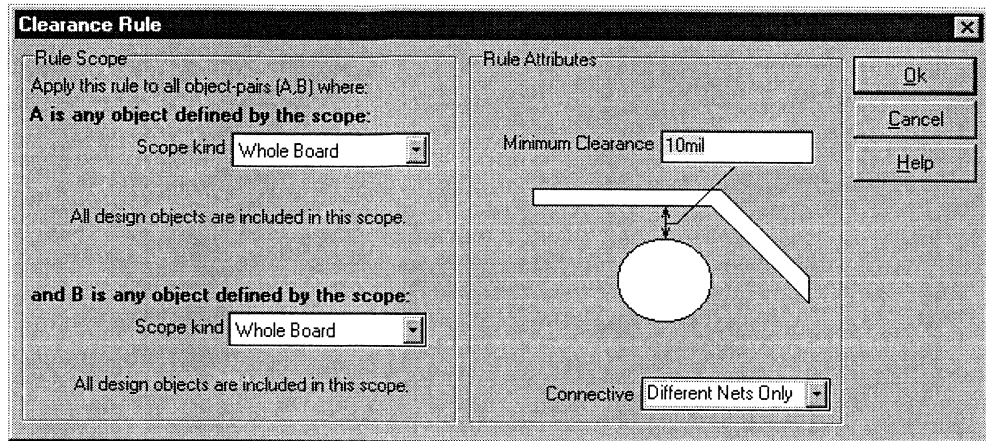 Clearance Rule
Rule Scope
Apply this rule to all object-pairs (A,B) where:
A is any object defined by the scope:
Scope kind Whole Board
All design objects are included in this scope.
and B is any object defined by the scope:
Scope kind Whole Board
All design objects are included in this scope.
Rule Attributes
Minimum Clearance 10mil
Connective Different Nets Only
Ok
Cancel
Help